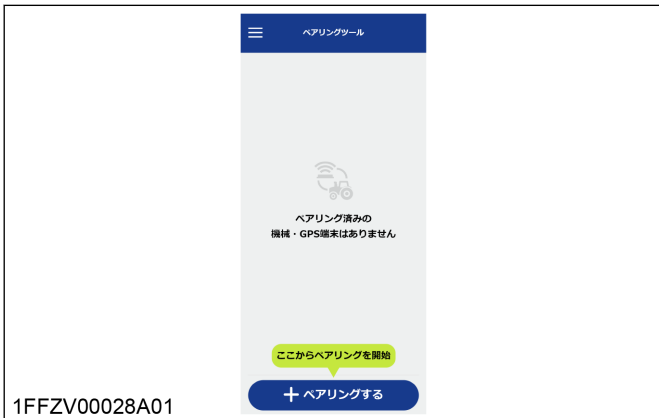 ペアリングツール
ペアリング済みの
機械・GPS端末はありません
ここからペアリングを開始
＋ ペアリングする
1FFZV00028A01